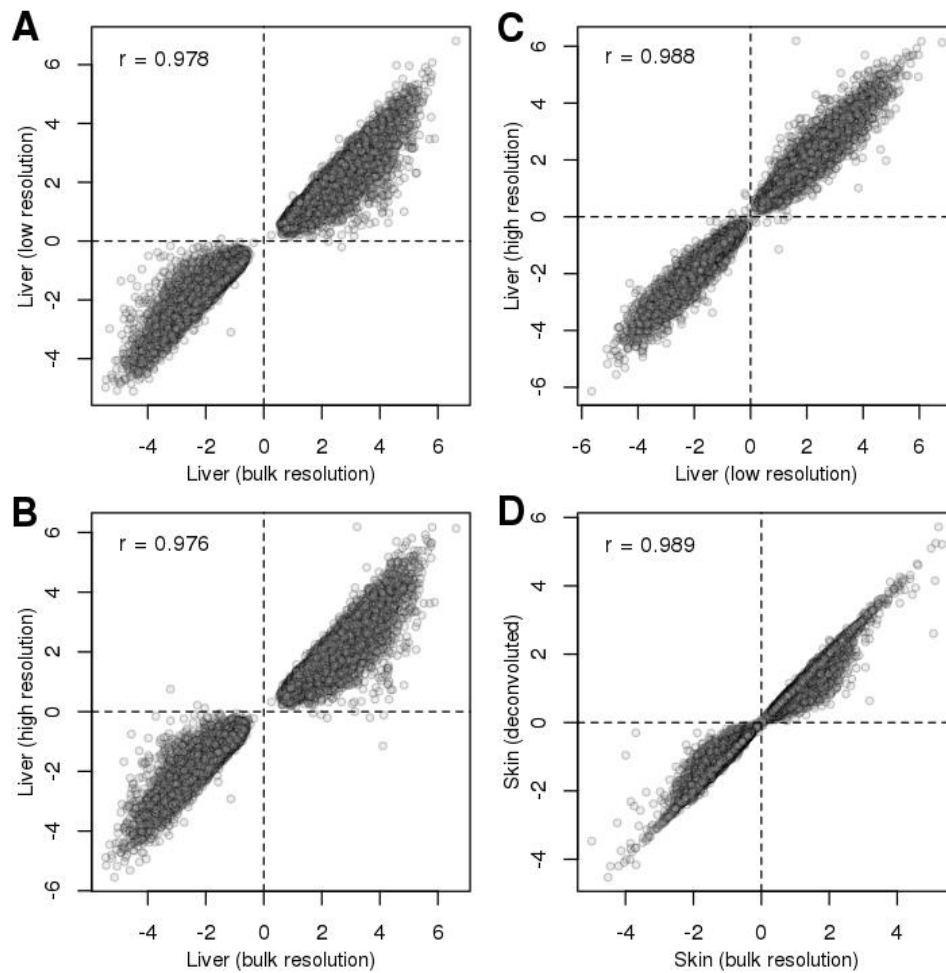 A
r = 0.978
6
4
2
0
-2
-4
Liver (low resolution)
-4 -2 0 2 4 6
Liver (bulk resolution)
C
r = 0.988
6
4
2
0
-2
-4
-6
Liver (high resolution)
-6 -4 -2 0 2 4 6
Liver (low resolution)
B
r = 0.976
6
4
2
0
-2
-4
-6
Liver (high resolution)
-4 -2 0 2 4 6
Liver (bulk resolution)
D
r = 0.989
6
4
2
0
-2
-4
Skin (deconvoluted)
-4 -2 0 2 4
Skin (bulk resolution)